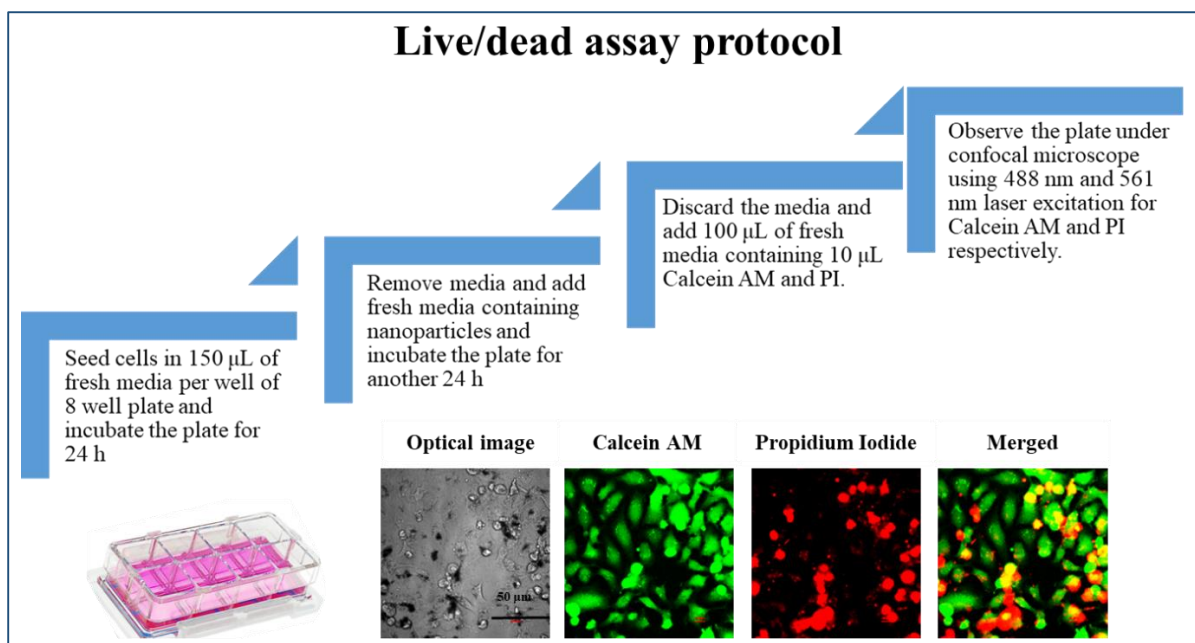 Live/dead assay protocol
Seed cells in 150 μL of
fresh media per well of
8 well plate and
incubate the plate for
24 h
Remove media and add
fresh media containing
nanoparticles and
incubate the plate for
another 24 h
Discard the media and
add 100 μL of fresh
media containing 10 μL
Calcein AM and PI.
Observe the plate under
confocal microscope
using 488 nm and 561
nm laser excitation for
Calcein AM and PI
respectively.
Optical image
Calcein AM
Propidium Iodide
Merged
50 μm